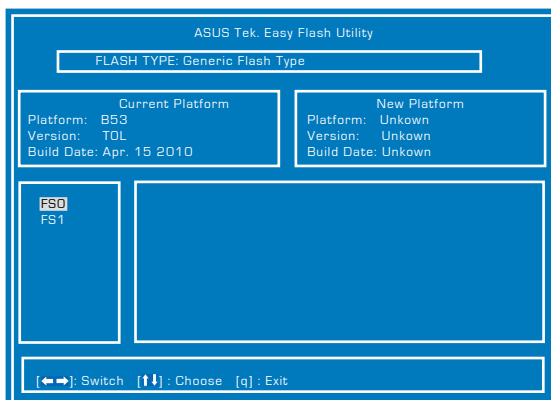 ASUS Tek. Easy Flash Utility
FLASH TYPE: Generic Flash Type
Current Platform
Platform: B53
Version: TOL
Build Date: Apr. 15 2010
New Platform
Platform: Unkown
Version: Unkown
Build Date: Unkown
FS0
FS1
[←→]: Switch [↑↓] : Choose [q] : Exit